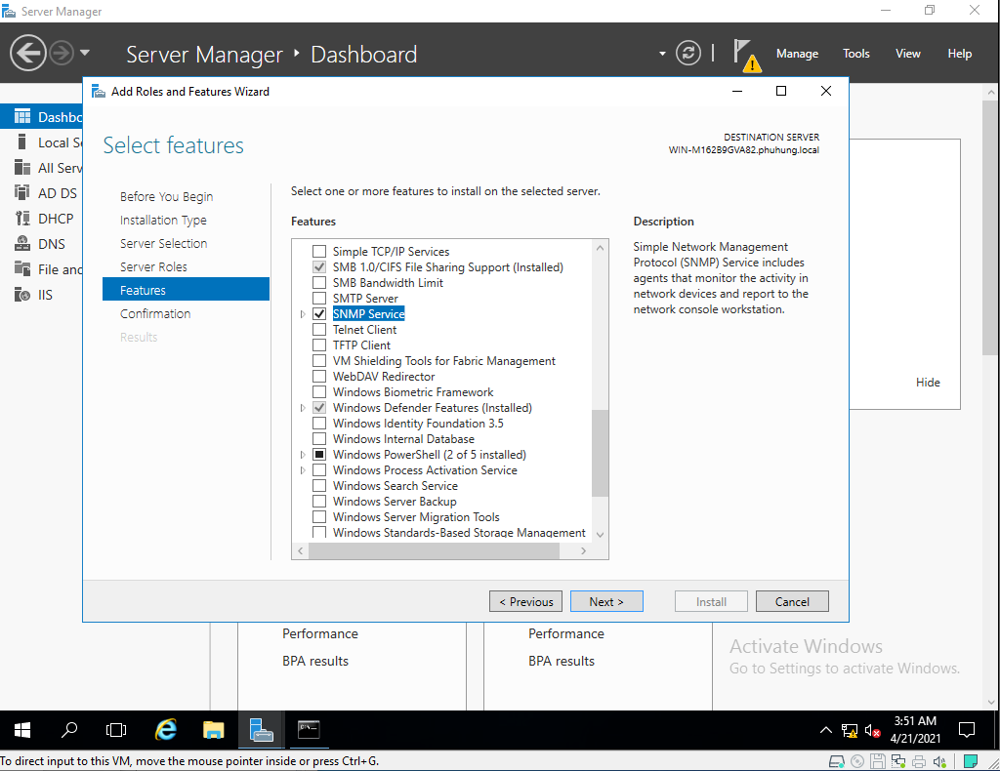 Server Manager
Server Manager
Dashboard
Manage
Tools
View
Help
Dashbo
Local Se
All Serv
AD DS
DHCP
DNS
File and
IIS
Add Roles and Features Wizard
Select features
DESTINATION SERVER
WIN-M162B9GVA82.phuhung.local
Before You Begin
Installation Type
Server Selection
Server Roles
Features
Confirmation
Results
Select one or more features to install on the selected server.
Features
Simple TCP/IP Services
SMB 1.0/CIFS File Sharing Support (Installed)
SMB Bandwidth Limit
SMTP Server
SNMP Service
Telnet Client
TFTP Client
VM Shielding Tools for Fabric Management
WebDAV Redirector
Windows Biometric Framework
Windows Defender Features (Installed)
Windows Identity Foundation 3.5
Windows Internal Database
Windows PowerShell (2 of 5 installed)
Windows Process Activation Service
Windows Search Service
Windows Server Backup
Windows Server Migration Tools
Windows Standards-Based Storage Management
Description
Simple Network Management
Protocol (SNMP) Service includes
agents that monitor the activity in
network devices and report to the
network console workstation.
Hide
< Previous
Next >
Install
Cancel
Performance
BPA results
Performance
BPA results
Activate Windows
Go to Settings to activate Windows.
3:51 AM
4/21/2021
To direct input to this VM, move the mouse pointer inside or press Ctrl+G.